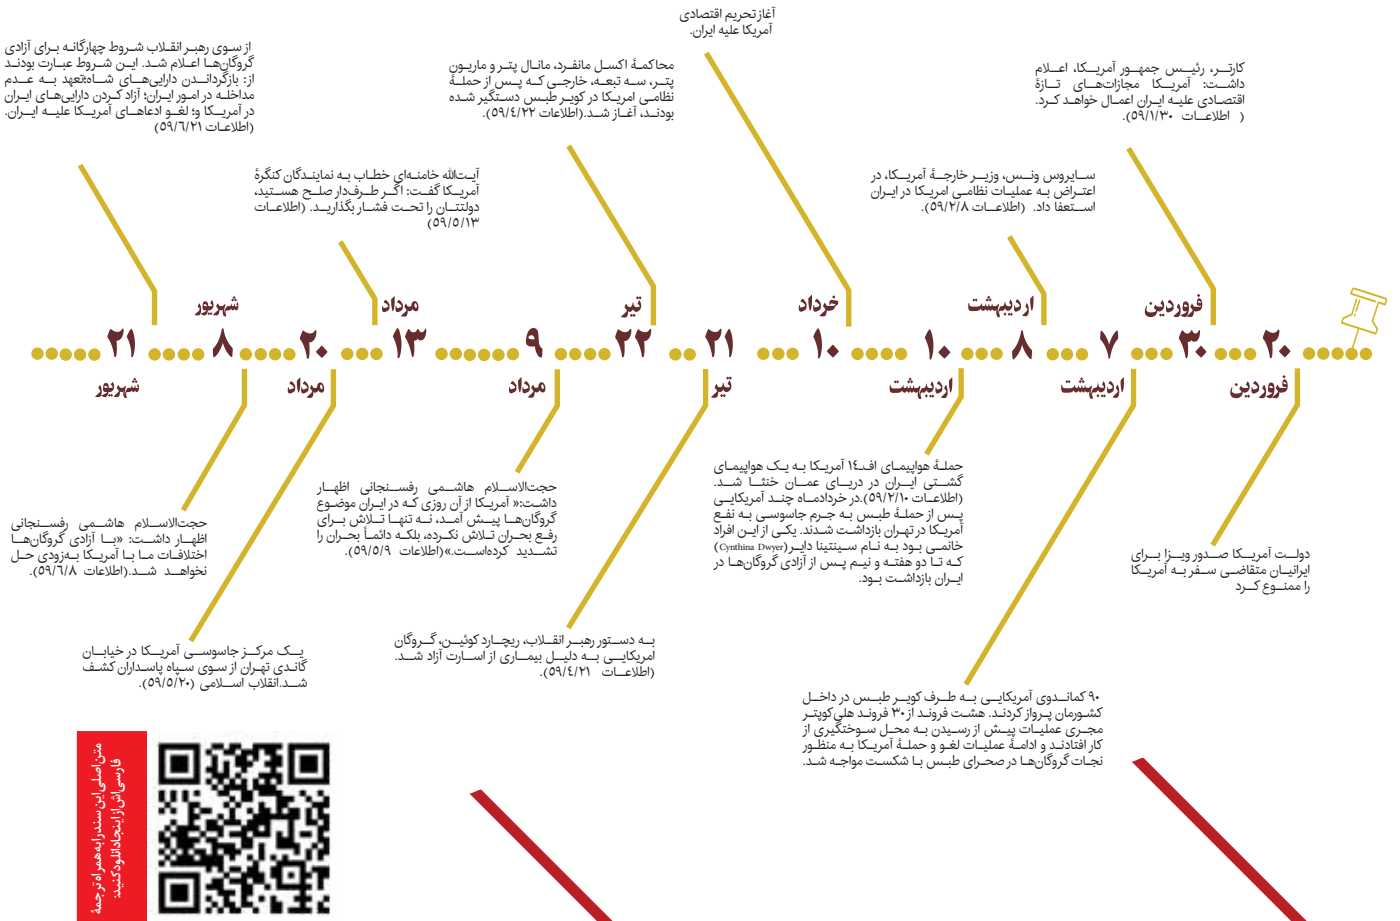 آغاز تحریم اقتصادی
آمریکا علیه ایران.
کارتر، رئیس جمهور آمریکا، اعلام
داشت: آمریکا مجازات‌های تازهٔ
اقتصادی علیه ایران اعمال خواهد کرد.
( اطلاعات ۵۹/۱/۳۰).
سایروس ونس، وزیر خارجهٔ آمریکا، در
اعتراض به عملیات نظامی امریکا در ایران
استعفا داد. (اطلاعات ۵۹/۲/۸).
محاکمهٔ اکسل مانفرد، مانال پتر و ماریون
پتر، سه تبعه، خارجی که پس از حملهٔ
نظامی امریکا در کویر طبس دستگیر شده
بودند، آغاز شد.(اطلاعات ۵۹/٤/۲۲).
آیت‌الله خامنه‌ای خطاب به نمایندگان کنگرهٔ
آمریکا گفت: اگر طرف‌دار صلح هستید،
دولتتان را تحت فشار بگذارید. (اطلاعات
۵۹/۵/۱۳)
از سوی رهبر انقلاب شروط چهارگانه برای آزادی
گروگان‌ها اعلام شد. این شروط عبارت بودند
از: بازگرداندن دارایی‌های شاه؛تعهد به عدم
مداخله در امور ایران؛ آزاد کردن دارایی‌های ایران
در آمریکا و؛ لغو ادعاهای آمریکا علیه ایران.
(اطلاعات ۵۹/٦/۲۱)
فروردین
اردیبهشت
خرداد
تیر
مرداد
شهریور
۲۰
۳۰
۷
۸
۱۰
۱۰
۲۱
۲۲
۹
۱۳
۲۰
۸
۲۱
فروردین
اردیبهشت
اردیبهشت
تیر
مرداد
مرداد
شهریور
دولت آمریکا صدور ویزا برای
ایرانیان متقاضی سفر به آمریکا
را ممنوع کرد
حملهٔ هواپیمای اف‌ـ۱٤ آمریکا به یک هواپیمای
گشتی ایران در دریای عمان خنثا شد.
(اطلاعات ۵۹/۲/۱۰).در خردادماه چند آمریکایی
پس از حملهٔ طبس به جرم جاسوسی به نفع
آمریکا در تهران بازداشت شدند. یکی از این افراد
خانمی بود به نام سینتینا دایر(Cynthina Dwyer)
که تا دو هفته و نیم پس از آزادی گروگان‌ها در
ایران بازداشت بود.
۹۰ کماندوی آمریکایی به طرف کویر طبس در داخل
کشورمان پرواز کردند. هشت فروند از ۳۰ فروند هلی‌کوپتر
مجری عملیات پیش از رسیدن به محل سوختگیری از
کار افتادند و ادامهٔ عملیات لغو و حملهٔ آمریکا به منظور
نجات گروگان‌ها در صحرای طبس با شکست مواجه شد.
حجت‌الاسلام هاشمی رفسنجانی اظهار
داشت:« آمریکا از آن روزی که در ایران موضوع
گروگان‌ها پیش آمد، نه تنها تلاش برای
رفع بحران تلاش نکرده، بلکه دائماً بحران را
تشدید کرده‌است.»(اطلاعات ۵۹/۵/۹).
به دستور رهبر انقلاب، ریچارد کوئین، گروگان
امریکایی به دلیل بیماری از اسارت آزاد شد.
(اطلاعات ۵۹/٤/۲۱).
حجت‌الاسلام هاشمی رفسنجانی
اظهار داشت: «با آزادی گروگان‌ها
اختلافات ما با آمریکا به‌زودی حل
نخواهد شد.(اطلاعات ۵۹/٦/۸).
یک مرکز جاسوسی آمریکا در خیابان
گاندی تهران از سوی سپاه پاسداران کشف
شد.انقلاب اسلامی (۵۹/۵/۲۰).
متن اصلی این سند را به همراه ترجمهٔ
فارسی‌اش از اینجا دانلود کنید: